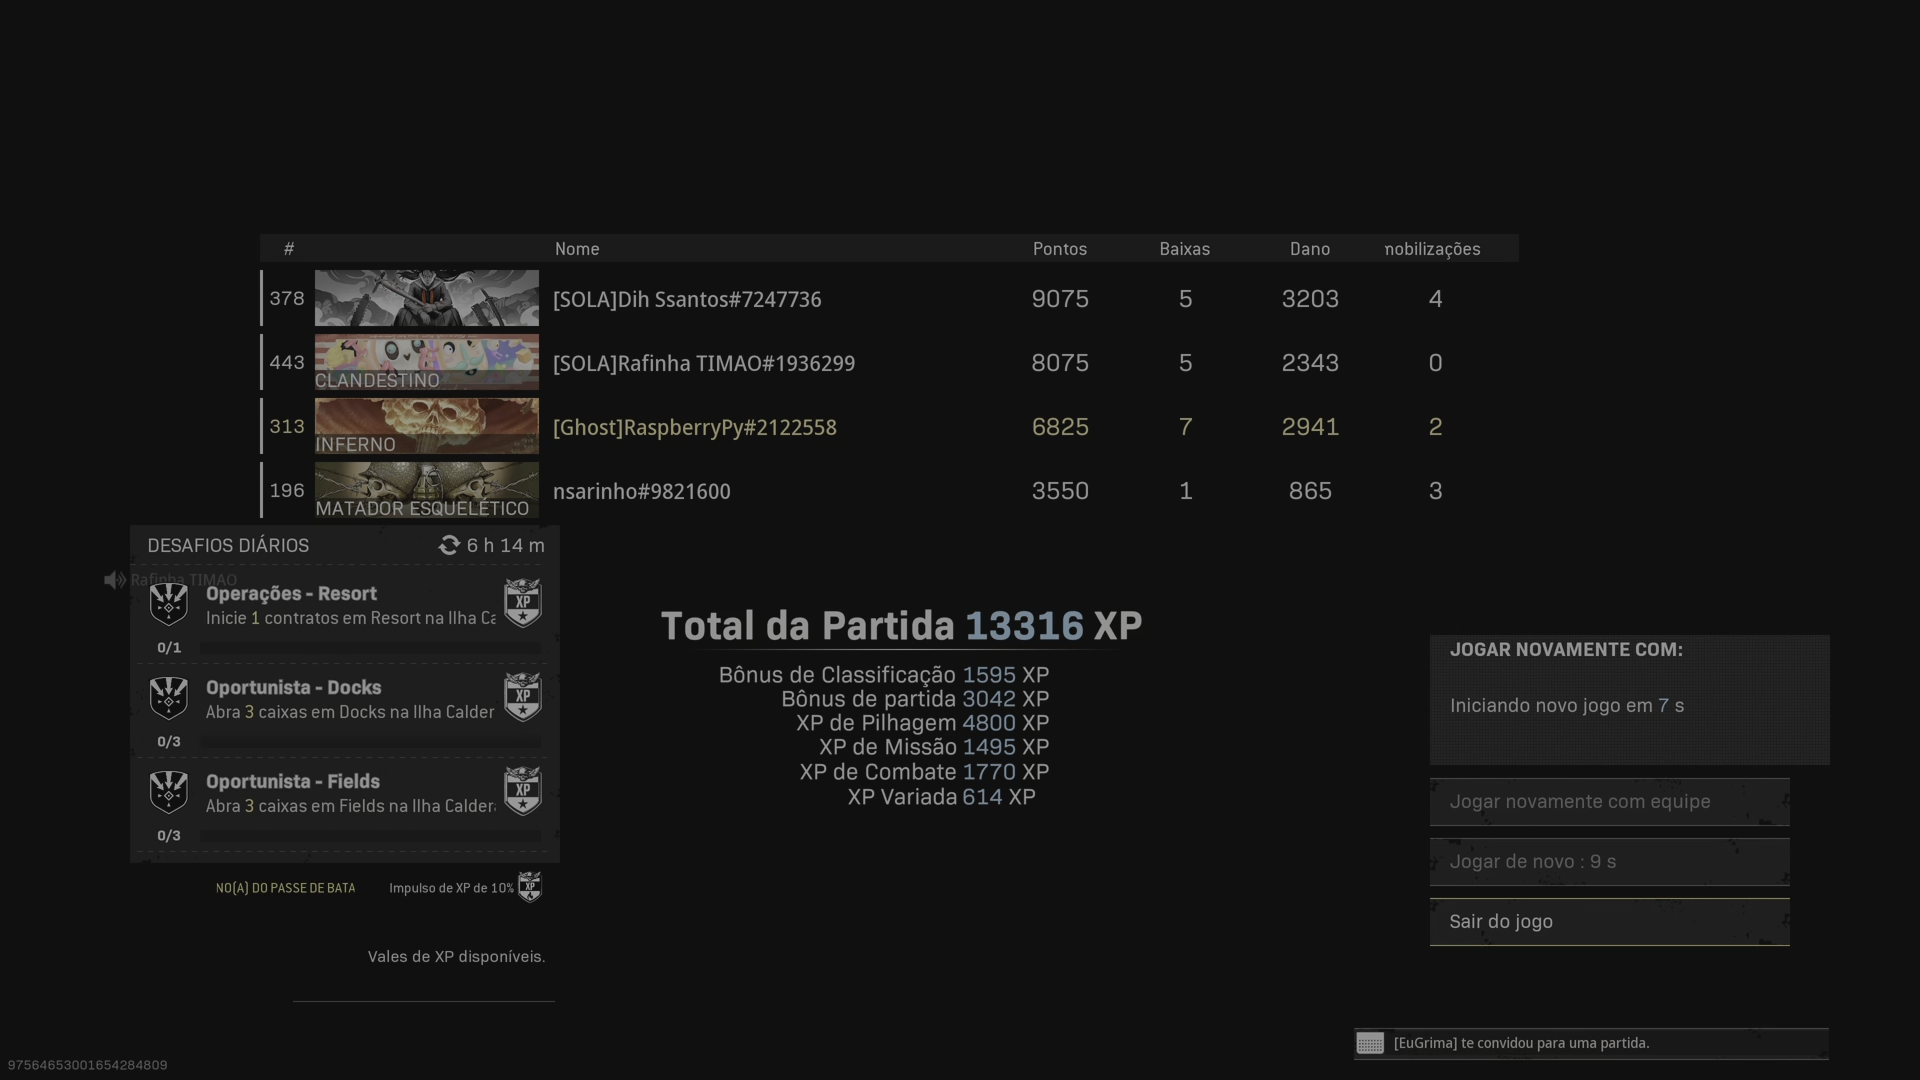 # Nome Pontos Baixas Dano nobilizações
378 [SOLA]Dih Ssantos#7247736 9075 5 3203 4
443 CLANDESTINO [SOLA]Rafinha TIMAO#1936299 8075 5 2343 0
313 INFERNO [Ghost]RaspberryPy#2122558 6825 7 2941 2
196 MATADOR ESQUELÉTICO nsarinho#9821600 3550 1 865 3
DESAFIOS DIÁRIOS 6 h 14 m
Rafinha TIMAO
Operações - Resort
Inicie 1 contratos em Resort na Ilha Ca
XP
0/1
Oportunista - Docks
Abra 3 caixas em Docks na Ilha Calder
XP
0/3
Oportunista - Fields
Abra 3 caixas em Fields na Ilha Caldera
XP
0/3
NO(A) DO PASSE DE BATA Impulso de XP de 10% XP
Vales de XP disponíveis.
Total da Partida 13316 XP
Bônus de Classificação 1595 XP
Bônus de partida 3042 XP
XP de Pilhagem 4800 XP
XP de Missão 1495 XP
XP de Combate 1770 XP
XP Variada 614 XP
JOGAR NOVAMENTE COM:
Iniciando novo jogo em 7 s
Jogar novamente com equipe
Jogar de novo : 9 s
Sair do jogo
[EuGrima] te convidou para uma partida.
97564653001654284809